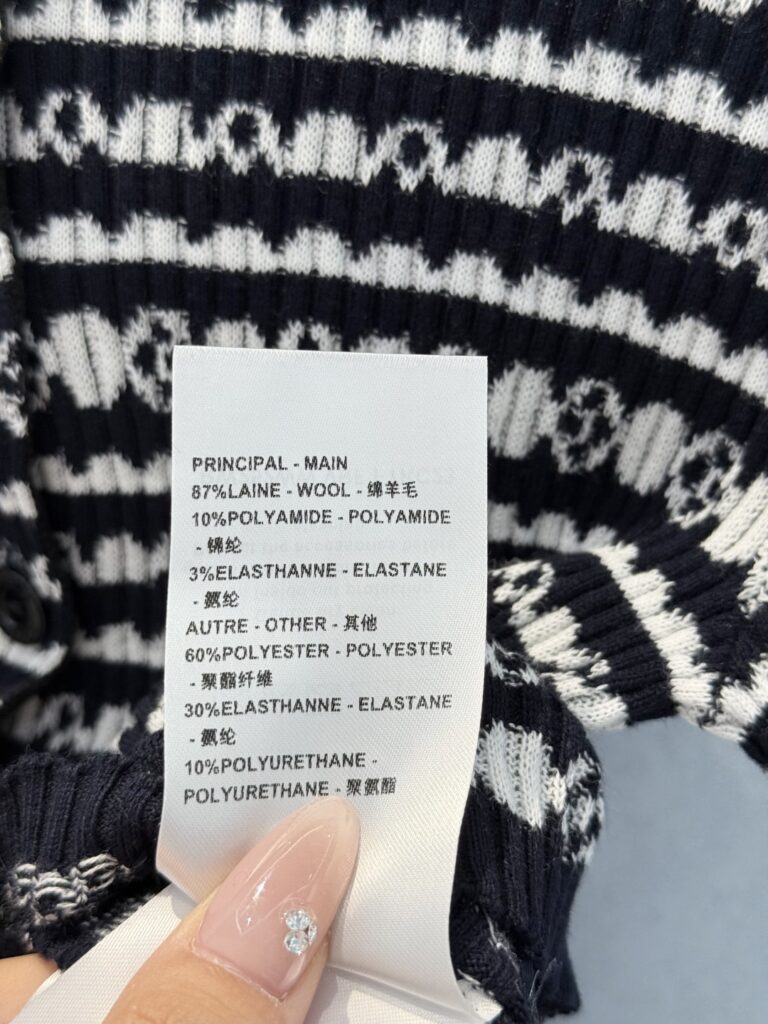 PRINCIPAL - MAIN
87%LAINE - WOOL - 绵羊毛
10%POLYAMIDE - POLYAMIDE
- 锦纶
3%ELASTHANNE - ELASTANE
- 氨纶
AUTRE - OTHER - 其他
60%POLYESTER - POLYESTER
- 聚酯纤维
30%ELASTHANNE - ELASTANE
- 氨纶
10%POLYURETHANE -
POLYURETHANE - 聚氨酯